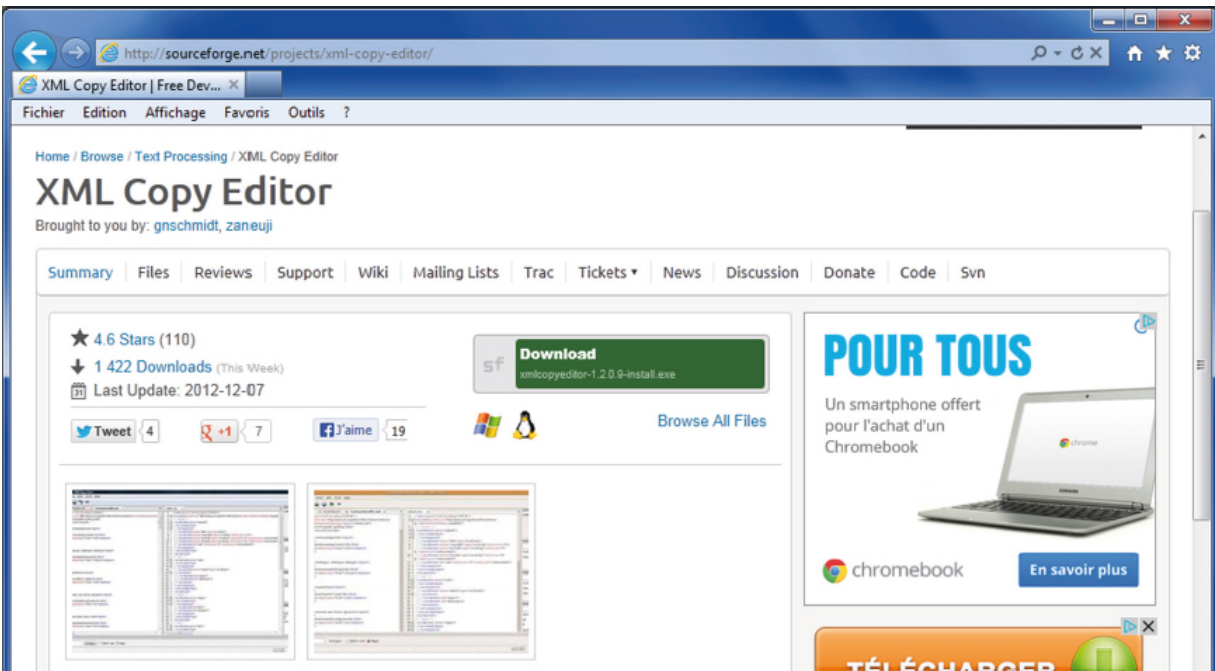 http://sourceforge.net/projects/xml-copy-editor/
XML Copy Editor | Free Dev...
Fichier Edition Affichage Favoris Outils ?
Home / Browse / Text Processing / XML Copy Editor
XML Copy Editor
Brought to you by: gnschmidt, zaneuji
Summary Files Reviews Support Wiki Mailing Lists Trac Tickets News Discussion Donate Code Svn
4.6 Stars (110)
1 422 Downloads (This Week)
31 Last Update: 2012-12-07
Tweet 4 +1 7 J'aime 19
sf Download
xmlcopyeditor-1.2.0.9-install.exe
Browse All Files
POUR TOUS
Un smartphone offert
pour l'achat d'un
Chromebook
chrome
SAMSUNG
chromebook
En savoir plus
TÉLÉCHARGER